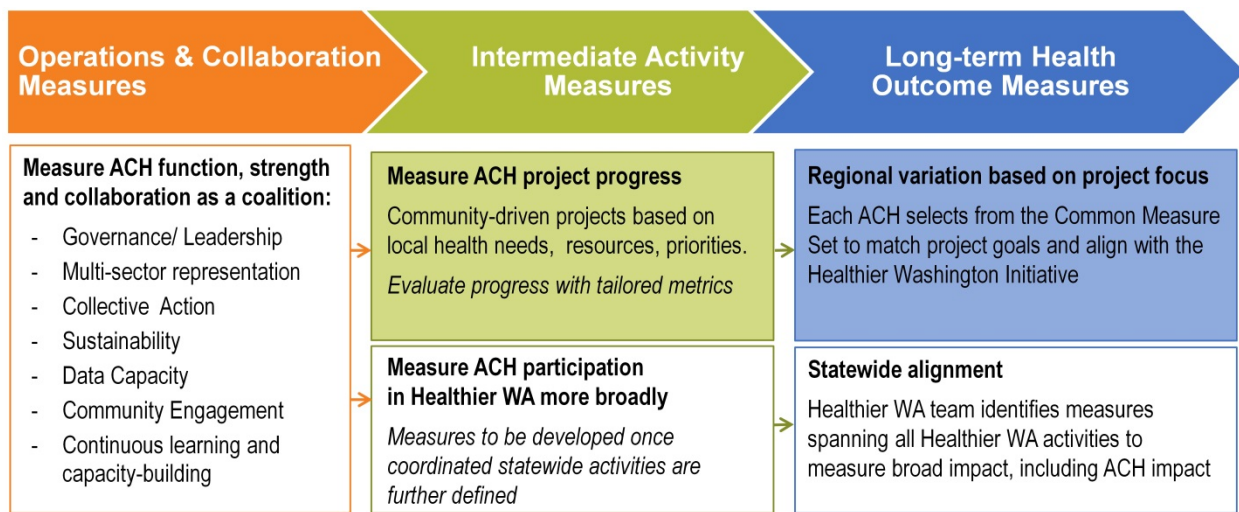 Operations & Collaboration
Measures
Intermediate Activity
Measures
Long-term Health
Outcome Measures
Measure ACH function, strength
and collaboration as a coalition:
- Governance/ Leadership
- Multi-sector representation
- Collective Action
- Sustainability
- Data Capacity
- Community Engagement
- Continuous learning and
capacity-building
Measure ACH project progress
Community-driven projects based on
local health needs, resources, priorities.
Evaluate progress with tailored metrics
Measure ACH participation
in Healthier WA more broadly
Measures to be developed once
coordinated statewide activities are
further defined
Regional variation based on project focus
Each ACH selects from the Common Measure
Set to match project goals and align with the
Healthier Washington Initiative
Statewide alignment
Healthier WA team identifies measures
spanning all Healthier WA activities to
measure broad impact, including ACH impact